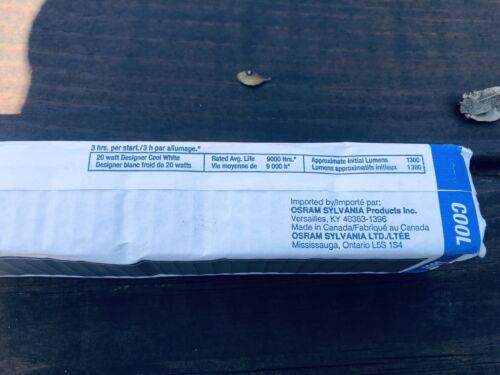 3 hrs. per start./3 h par allumage.*
20 watt Designer Cool White Rated Avg. Life 9000 Hrs.* Approximate Initial Lumens 1300
Designer blanc froid de 20 watts Vie moyenne de 9 000 h* Lumens approximatifs initiaux 1 300
Imported by/Importé par:
OSRAM SYLVANIA Products Inc.
Versailles, KY 40383-1396
Made in Canada/Fabriqué au Canada
OSRAM SYLVANIA LTD./LTÉE
Mississauga, Ontario L5S 1S4
COOL